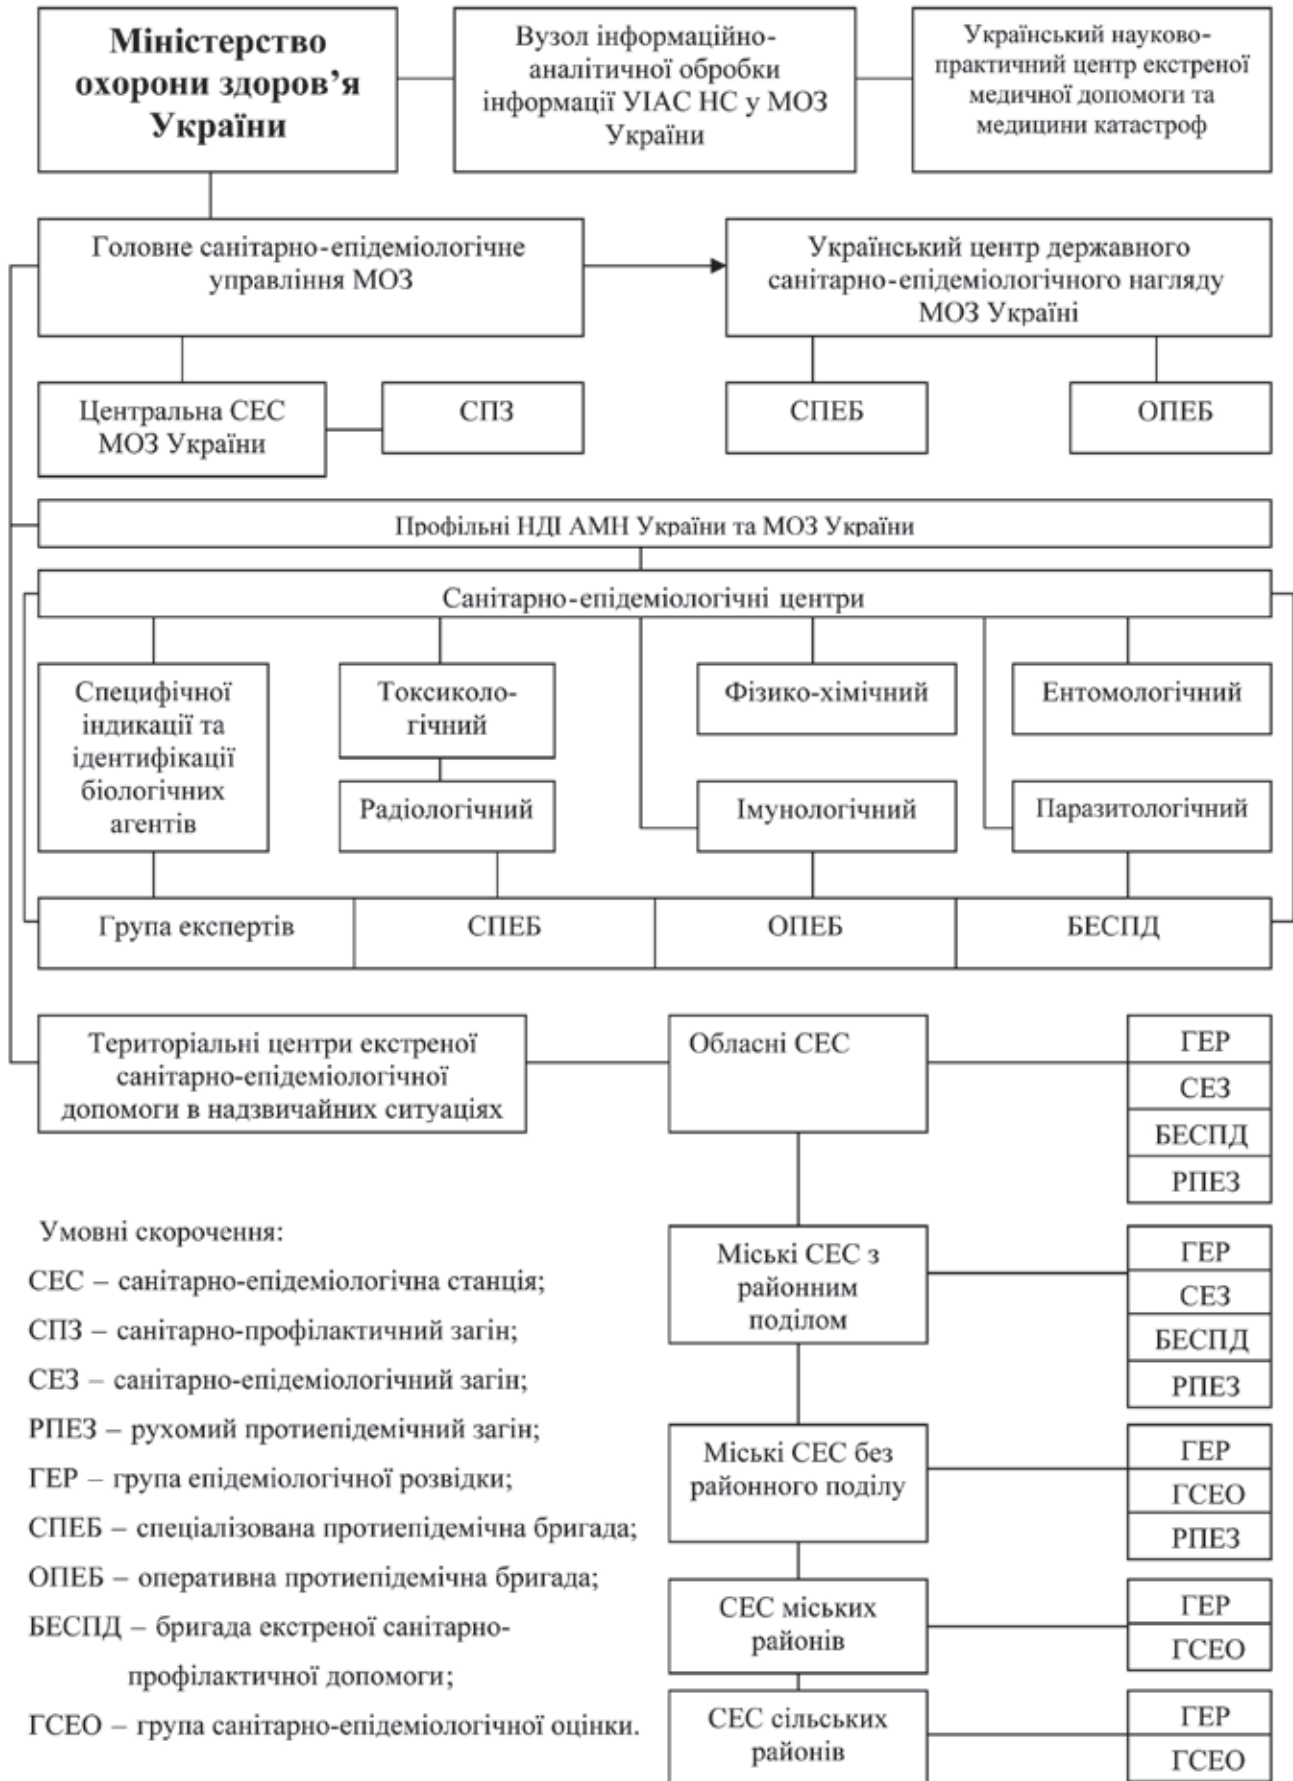 Міністерство
охорони здоров’я
України
Вузол інформаційно-
аналітичної обробки
інформації УІАС НС у МОЗ
України
Український науково-
практичний центр екстреної
медичної допомоги та
медицини катастроф
Головне санітарно-епідеміологічне
управління МОЗ
Український центр державного
санітарно-епідеміологічного нагляду
МОЗ Україні
Центральна СЕС
МОЗ України
СПЗ
СПЕБ
ОПЕБ
Профільні НДІ АМН України та МОЗ України
Санітарно-епідеміологічні центри
Специфічної
індикації та
ідентифікації
біологічних
агентів
Токсиколо-
гічний
Фізико-хімічний
Ентомологічний
Радіологічний
Імунологічний
Паразитологічний
Група експертів
СПЕБ
ОПЕБ
БЕСПД
Територіальні центри екстреної
санітарно-епідеміологічної
допомоги в надзвичайних ситуаціях
Обласні СЕС
ГЕР
СЕЗ
БЕСПД
РПЕЗ
Міські СЕС з
районним
поділом
ГЕР
СЕЗ
БЕСПД
РПЕЗ
Міські СЕС без
районного поділу
ГЕР
ГСЕО
РПЕЗ
СЕС міських
районів
ГЕР
ГСЕО
СЕС сільських
районів
ГЕР
ГСЕО
Умовні скорочення:
СЕС – санітарно-епідеміологічна станція;
СПЗ – санітарно-профілактичний загін;
СЕЗ – санітарно-епідеміологічний загін;
РПЕЗ – рухомий протиепідемічний загін;
ГЕР – група епідеміологічної розвідки;
СПЕБ – спеціалізована протиепідемічна бригада;
ОПЕБ – оперативна протиепідемічна бригада;
БЕСПД – бригада екстреної санітарно-
профілактичної допомоги;
ГСЕО – група санітарно-епідеміологічної оцінки.